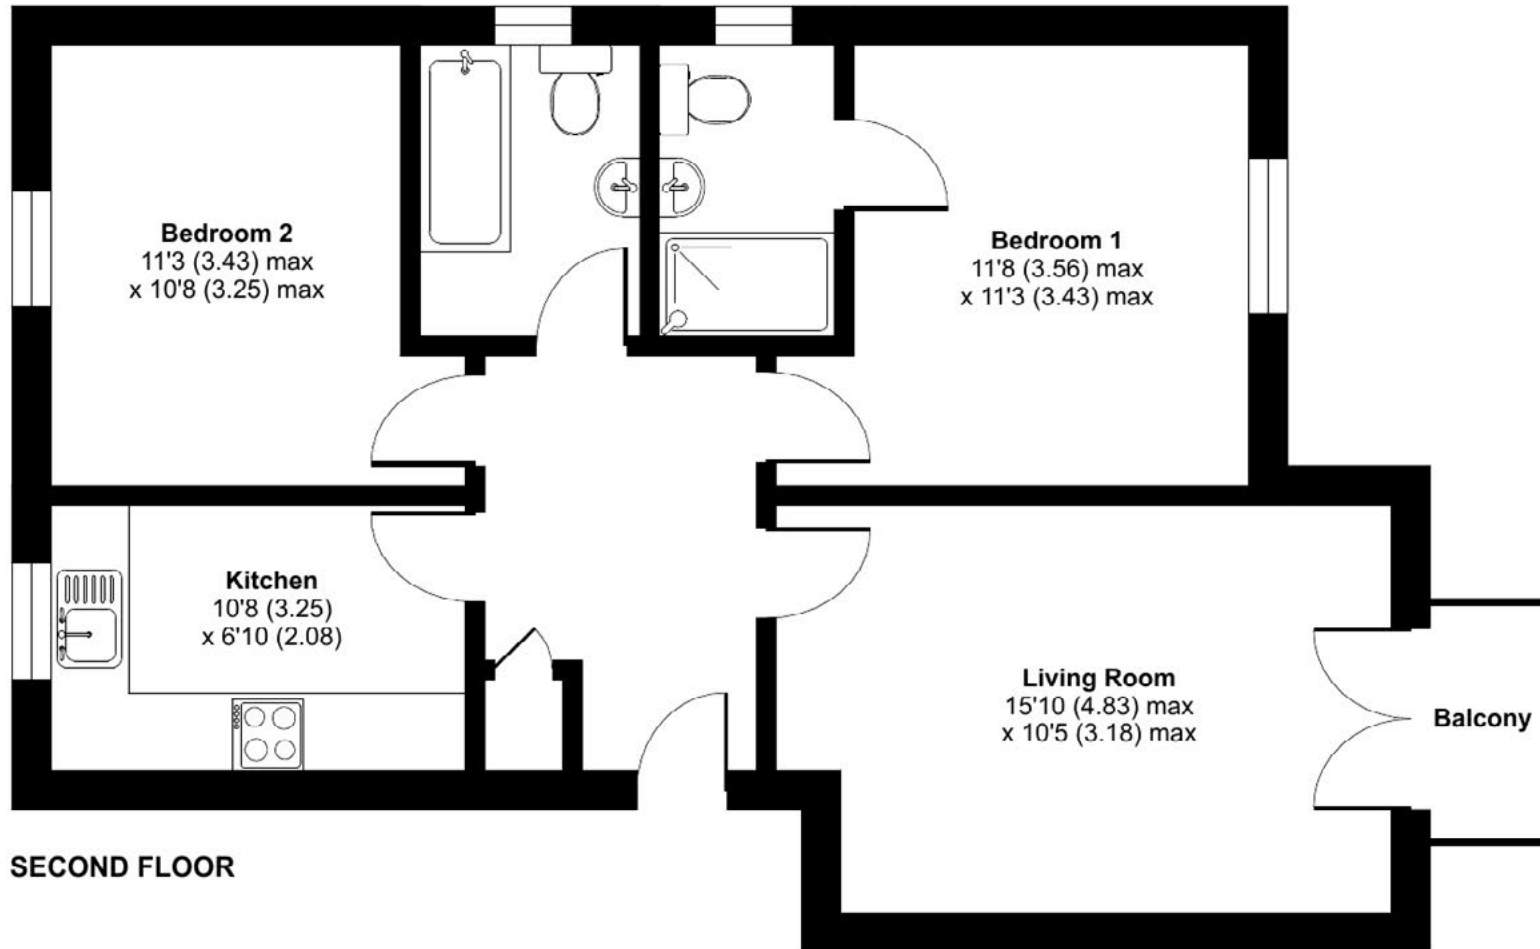 Bedroom 2
11'3 (3.43) max
x 10'8 (3.25) max
Bedroom 1
11'8 (3.56) max
x 11'3 (3.43) max
Kitchen
10'8 (3.25)
x 6'10 (2.08)
Living Room
15'10 (4.83) max
x 10'5 (3.18) max
Balcony
SECOND FLOOR